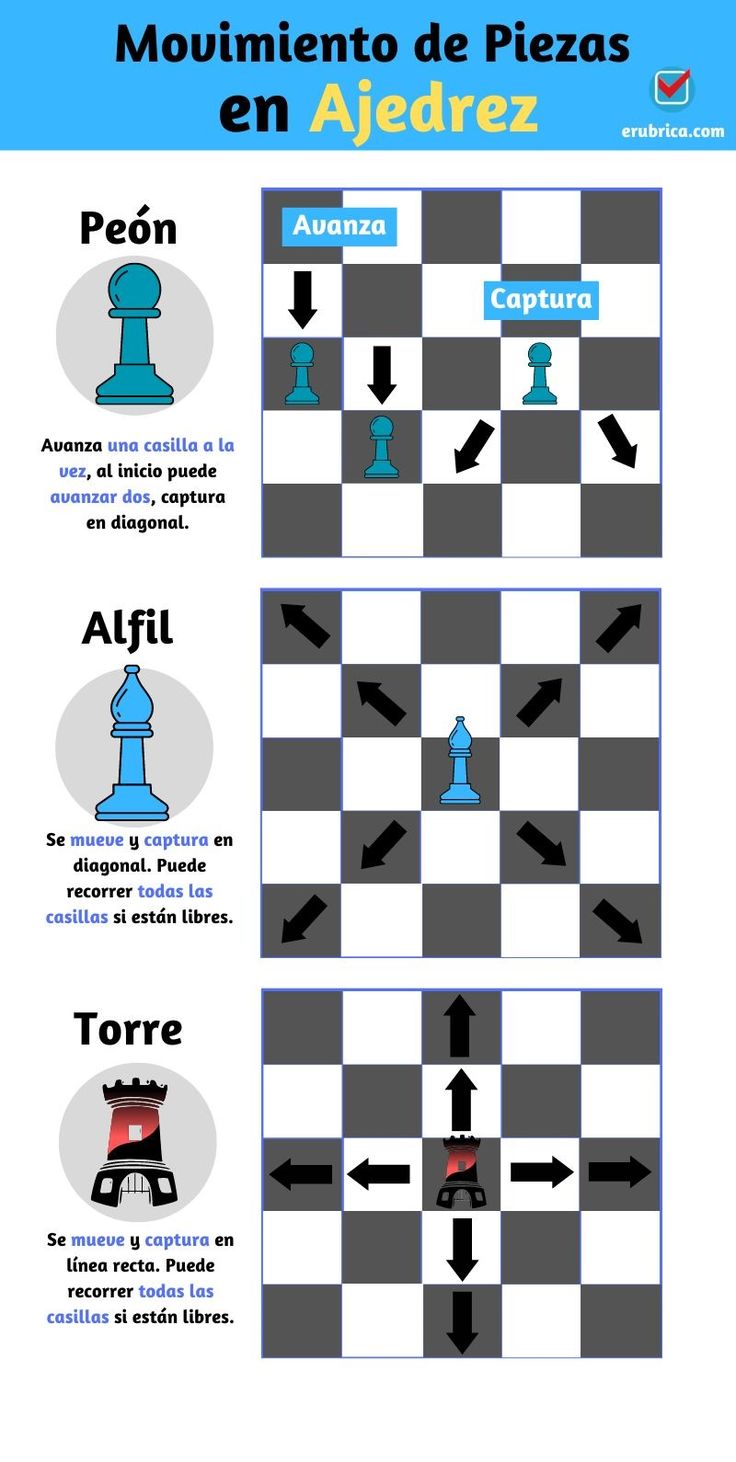 Movimiento de Piezas
en Ajedrez
erubrica.com
Peón
Avanza
Captura
Avanza una casilla a la
vez, al inicio puede
avanzar dos, captura
en diagonal.
Alfil
Se mueve y captura en
diagonal. Puede
recorrer todas las
casillas si están libres.
Torre
Se mueve y captura en
línea recta. Puede
recorrer todas las
casillas si están libres.